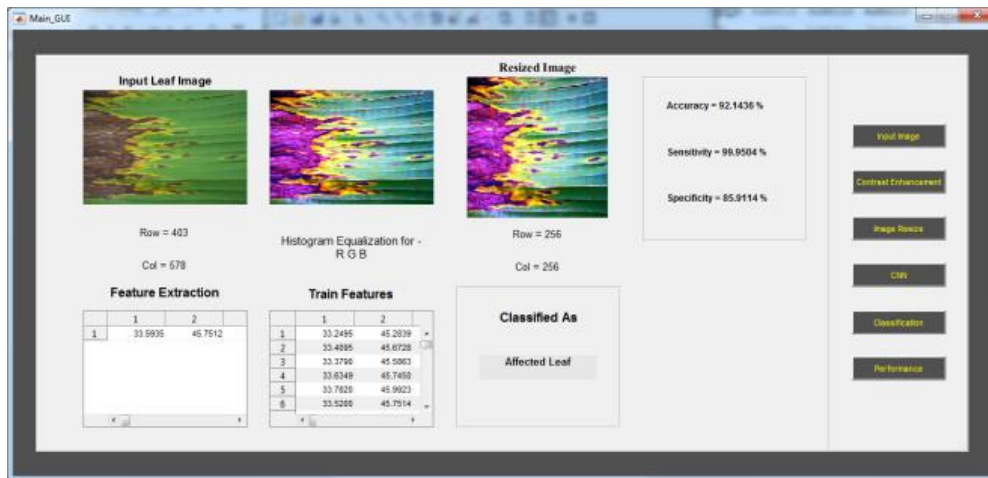 Main_GUE
Input Leaf Image
Row = 403
Col = 578
Histogram Equalization for -
R G B
Resized Image
Row = 256
Col = 256
Accuracy = 92.1436 %
Sensitivity = 99.9504 %
Specificity = 85.9114 %
Feature Extraction
1 2
1 33.5935 45.7512
Train Features
1 2
1 33.2495 45.2839
2 33.4895 45.6728
3 33.3790 45.5863
4 33.6349 45.7450
5 33.7820 45.9923
6 33.5200 45.7514
Classified As
Affected Leaf
Input Image
Contrast Enhancement
Image Resize
CNN
Classification
Performance